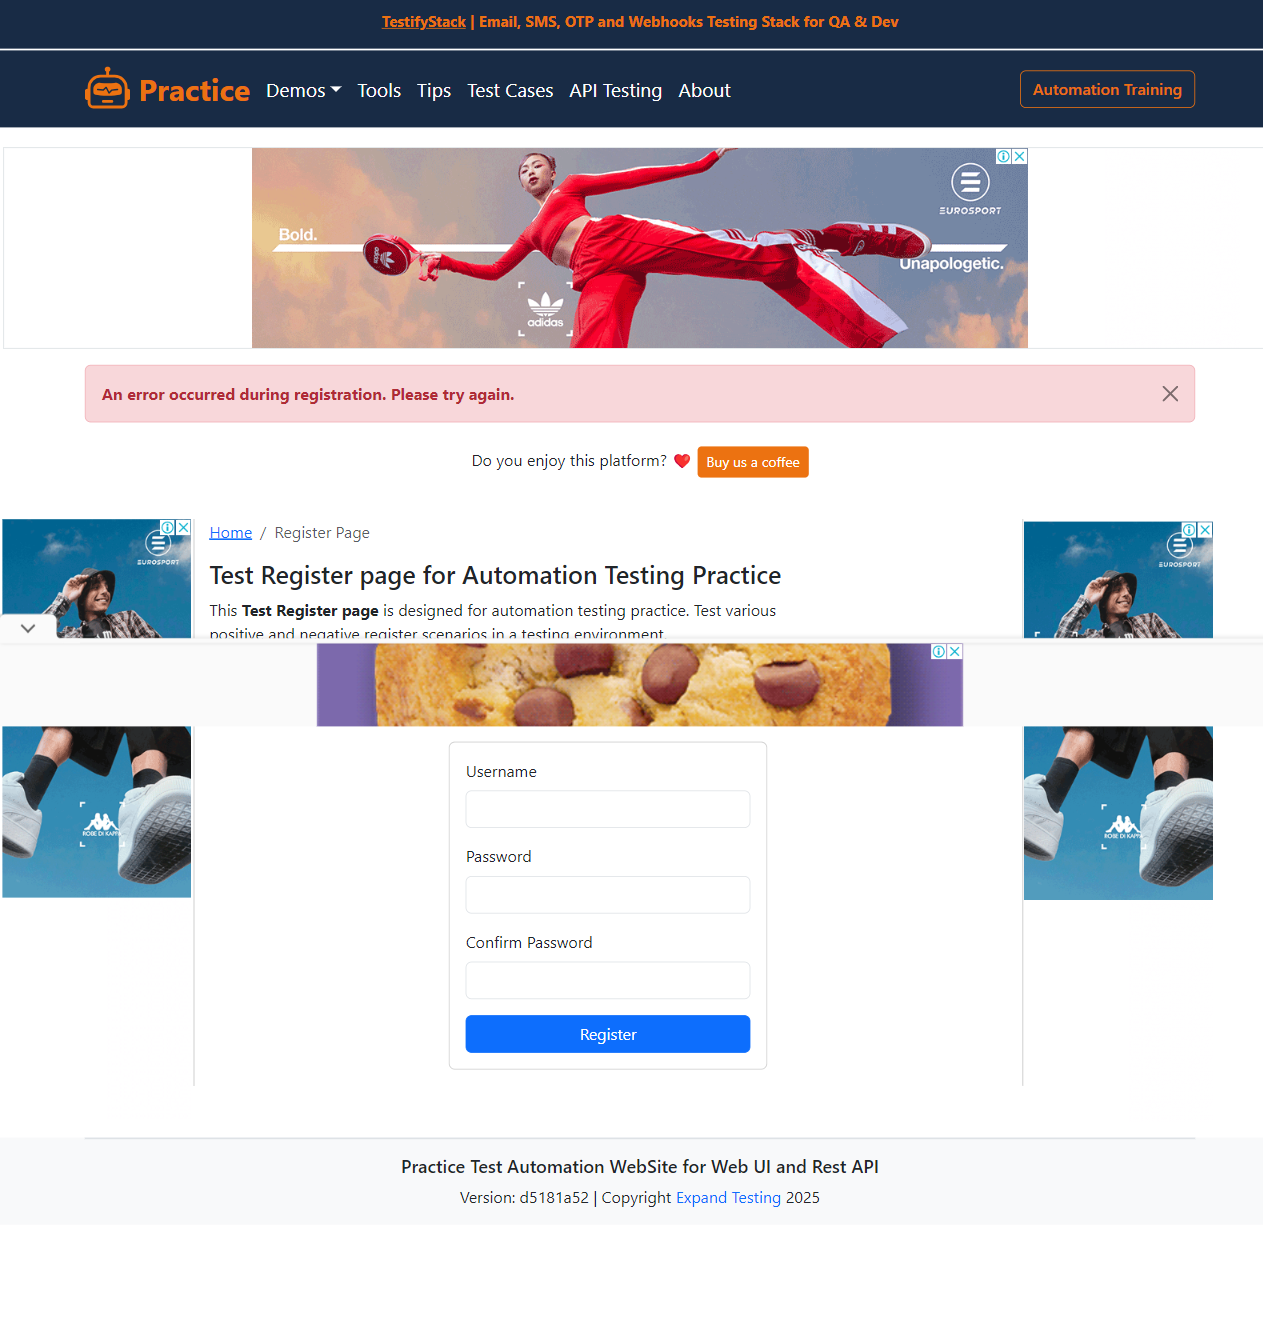 TestifyStack | Email, SMS, OTP and Webhooks Testing Stack for QA & Dev
Practice Demos Tools Tips Test Cases API Testing About Automation Training
EUROSPORT
Bold.
Unapologetic.
adidas
An error occurred during registration. Please try again.
Do you enjoy this platform? Buy us a coffee
EUROSPORT
Home / Register Page
EUROSPORT
Test Register page for Automation Testing Practice
This Test Register page is designed for automation testing practice. Test various
positive and negative register scenarios in a testing environment.
Username
ROBE DI KAPPA
ROBE DI KAPPA
Password
Confirm Password
Register
Practice Test Automation WebSite for Web UI and Rest API
Version: d5181a52 | Copyright Expand Testing 2025